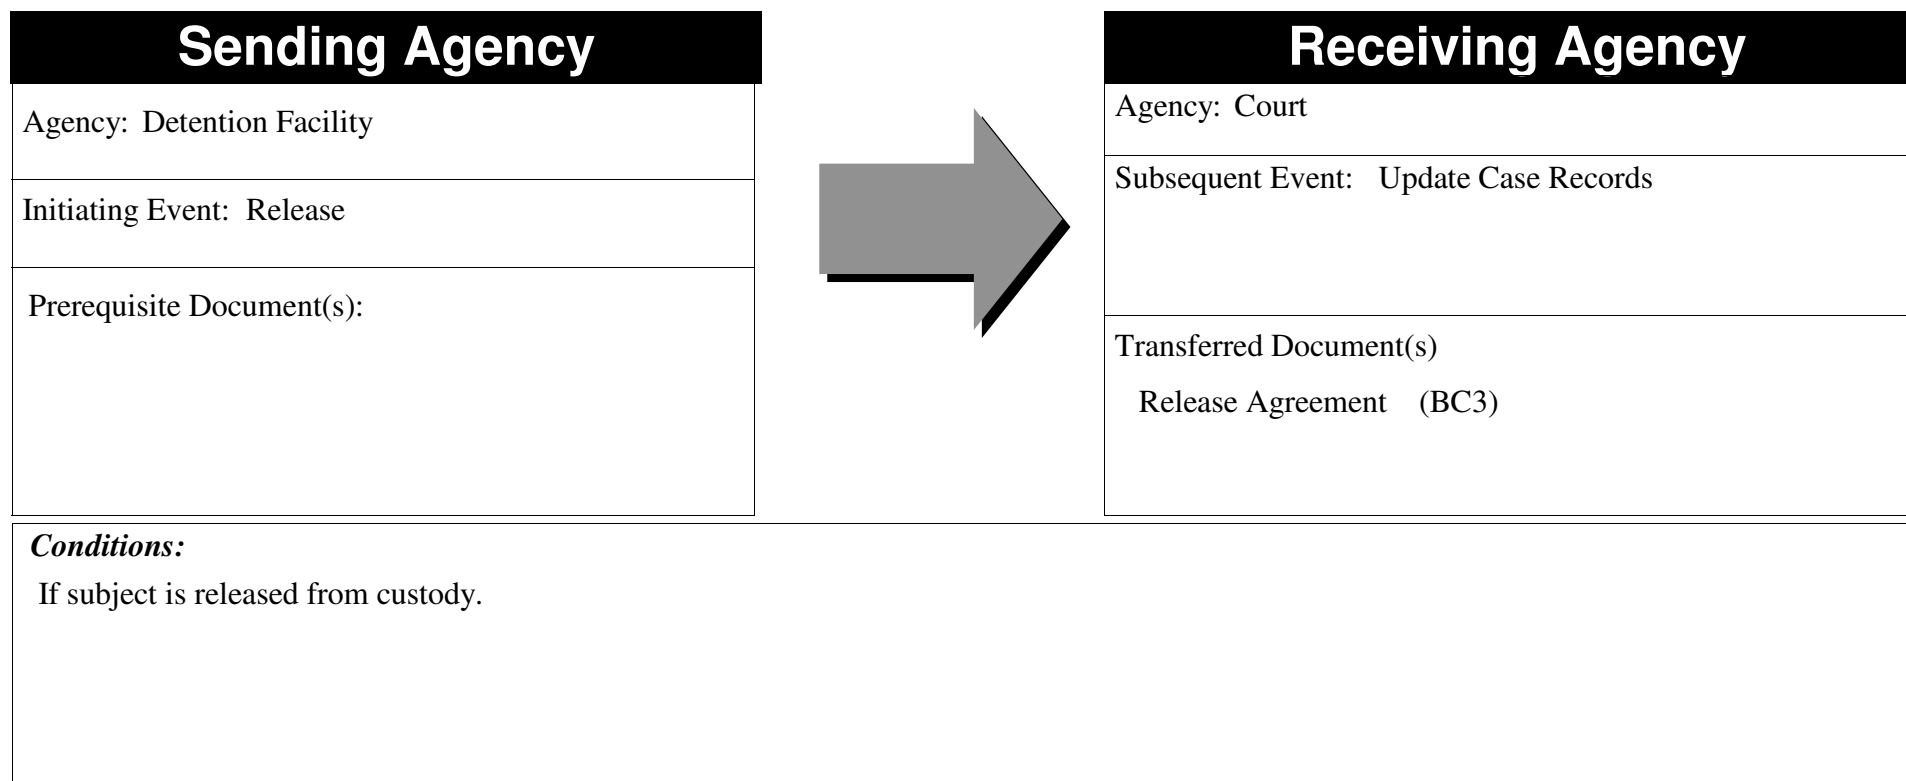 Sending Agency
Agency: Detention Facility
Initiating Event: Release
Prerequisite Document(s):
Receiving Agency
Agency: Court
Subsequent Event: Update Case Records
Transferred Document(s)
Release Agreement (BC3)
Conditions:
If subject is released from custody.